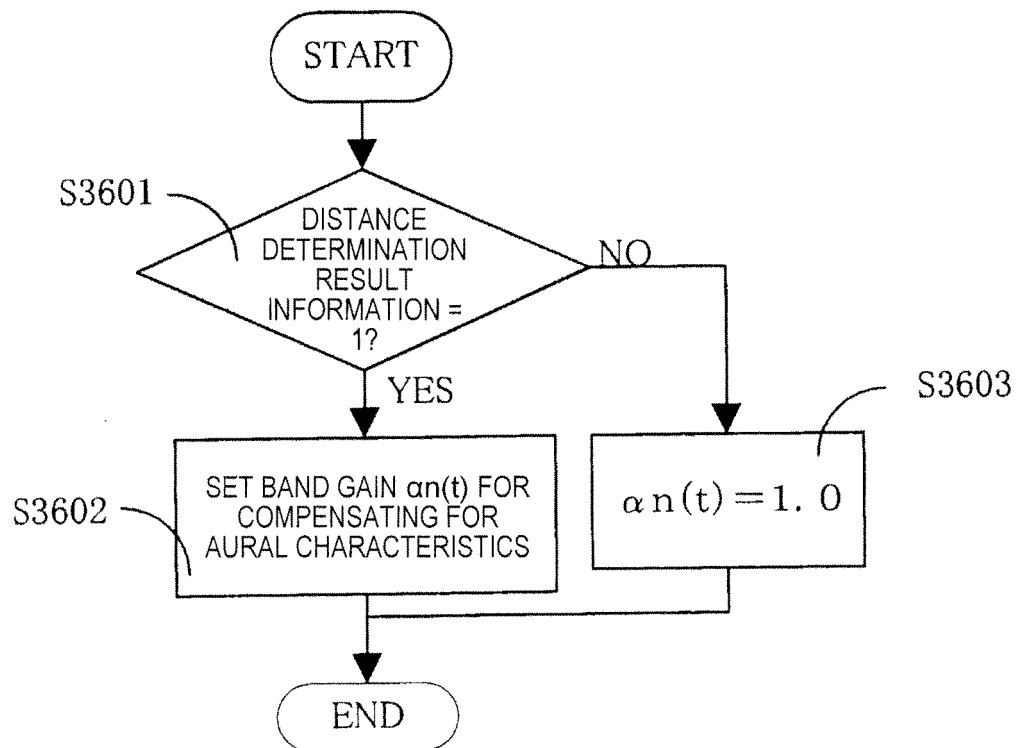 START
S3601
DISTANCE
DETERMINATION
RESULT
INFORMATION =
1?
NO
YES
S3603
S3602
SET BAND GAIN αn(t) FOR
COMPENSATING FOR
AURAL CHARACTERISTICS
αn(t)=1.0
END